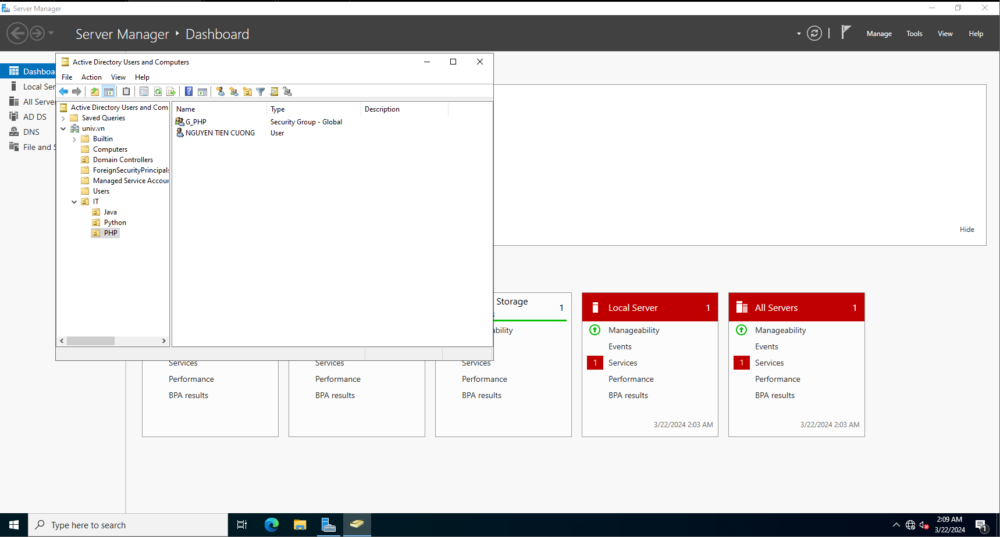 Server Manager
Server Manager ‣ Dashboard
Manage Tools View Help
Dashboa
Local Ser
All Server
AD DS
DNS
File and S
Active Directory Users and Computers
File Action View Help
Active Directory Users and Com
Saved Queries
univ.vn
Builtin
Computers
Domain Controllers
ForeignSecurityPrincipals
Managed Service Accour
Users
IT
Java
Python
PHP
Name Type Description
G_PHP Security Group - Global
NGUYEN TIEN CUONG User
Hide
Services
Performance
BPA results
Services
Performance
BPA results
Storage
s 1
ability
Services
Performance
BPA results
Local Server 1
Manageability
Events
1 Services
Performance
BPA results
3/22/2024 2:03 AM
All Servers 1
Manageability
Events
1 Services
Performance
BPA results
3/22/2024 2:03 AM
Type here to search
2:09 AM
3/22/2024
1